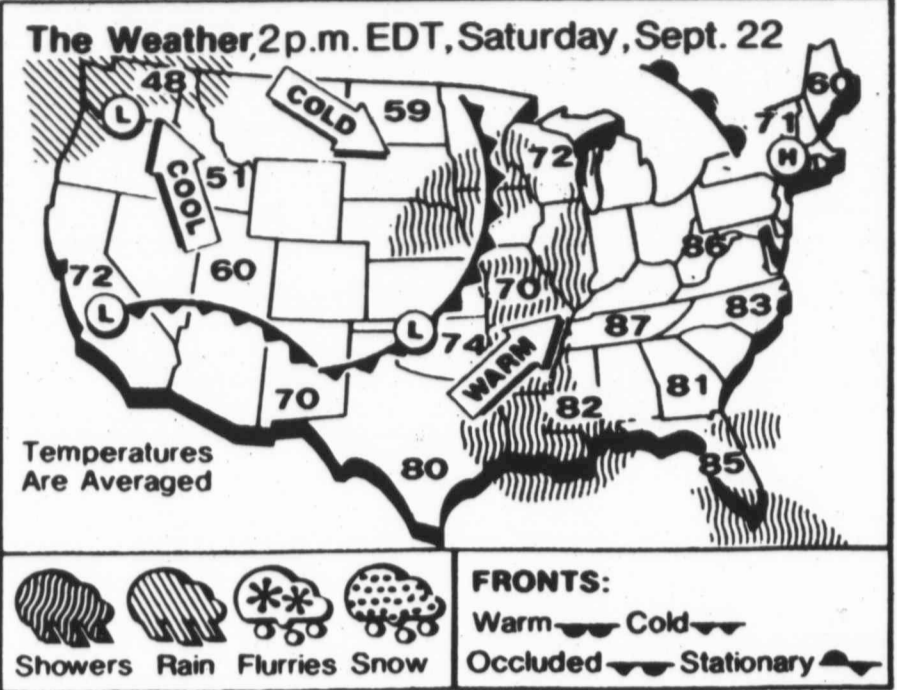 The Weather, 2 p.m. EDT, Saturday, Sept. 22
48
L
COLD
59
60
71
H
72
COOL
51
86
72
60
70
83
L
L
74
87
WARM
81
70
82
80
85
Temperatures
Are Averaged
Showers Rain Flurries Snow
FRONTS:
Warm Cold
Occluded Stationary